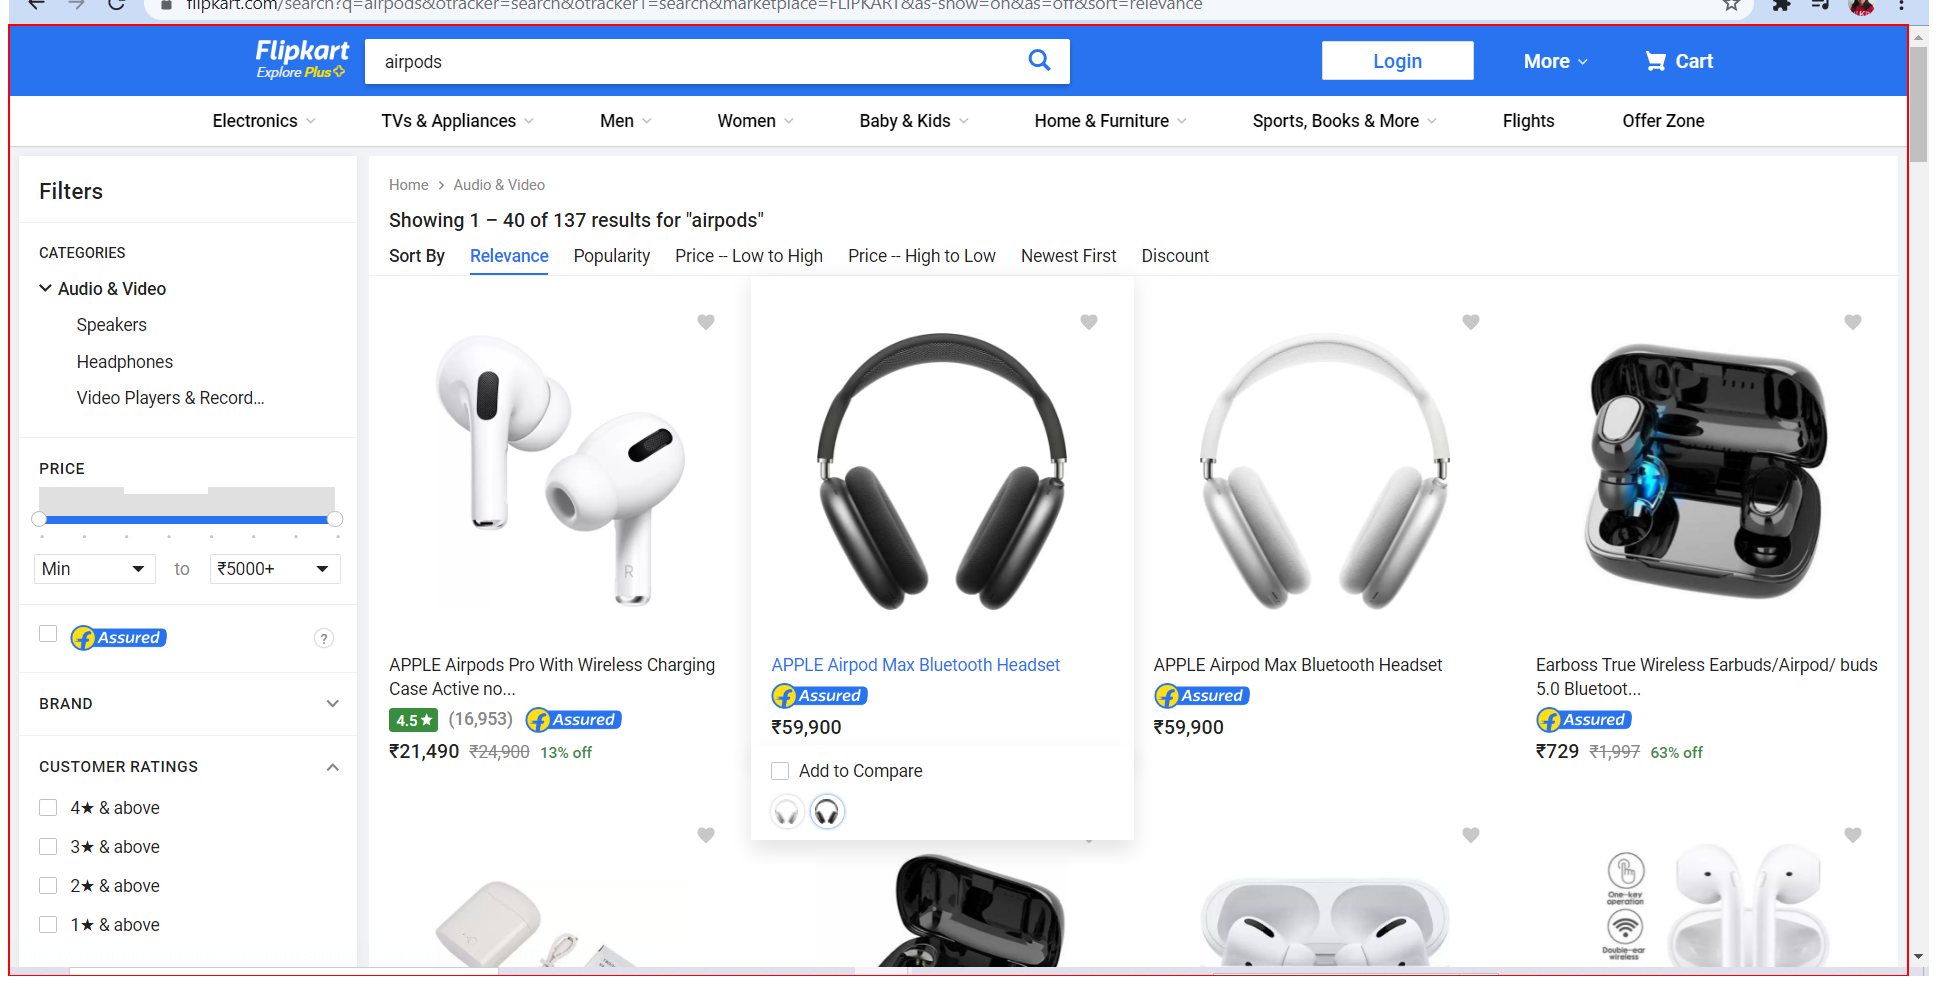 flipkart.com/search?q=airpods&otracker=search&otracker1=search&marketplace=FLIPKART&as-show=on&as=off&sort=relevance
Flipkart
Explore Plus
airpods
Login
More
Cart
Electronics
TVs & Appliances
Men
Women
Baby & Kids
Home & Furniture
Sports, Books & More
Flights
Offer Zone
Filters
CATEGORIES
Audio & Video
Speakers
Headphones
Video Players & Record...
PRICE
Min to ₹5000+
f Assured
?
BRAND
CUSTOMER RATINGS
4★ & above
3★ & above
2★ & above
1★ & above
Home > Audio & Video
Showing 1 – 40 of 137 results for "airpods"
Sort By Relevance Popularity Price -- Low to High Price -- High to Low Newest First Discount
R
APPLE Airpods Pro With Wireless Charging
Case Active no...
4.5★ (16,953) f Assured
₹21,490 ₹24,900 13% off
APPLE Airpod Max Bluetooth Headset
f Assured
₹59,900
Add to Compare
APPLE Airpod Max Bluetooth Headset
f Assured
₹59,900
Earboss True Wireless Earbuds/Airpod/ buds
5.0 Bluetoot...
f Assured
₹729 ₹1,997 63% off
One-key
operation
Double-ear
wireless